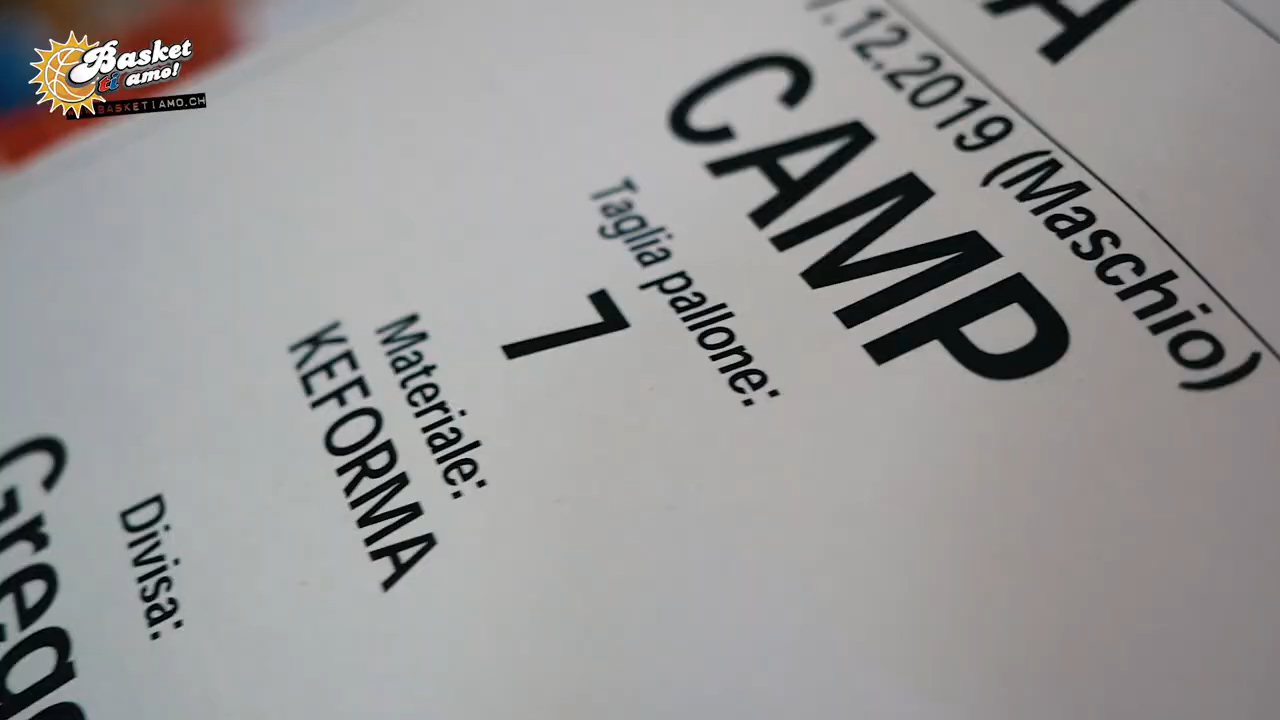 Basket
ti amo!
BASKETIAMO.CH
A
.12.2019 (Maschio)
CAMP
Taglia pallone:
7
Materiale:
KEFORMA
Divisa: